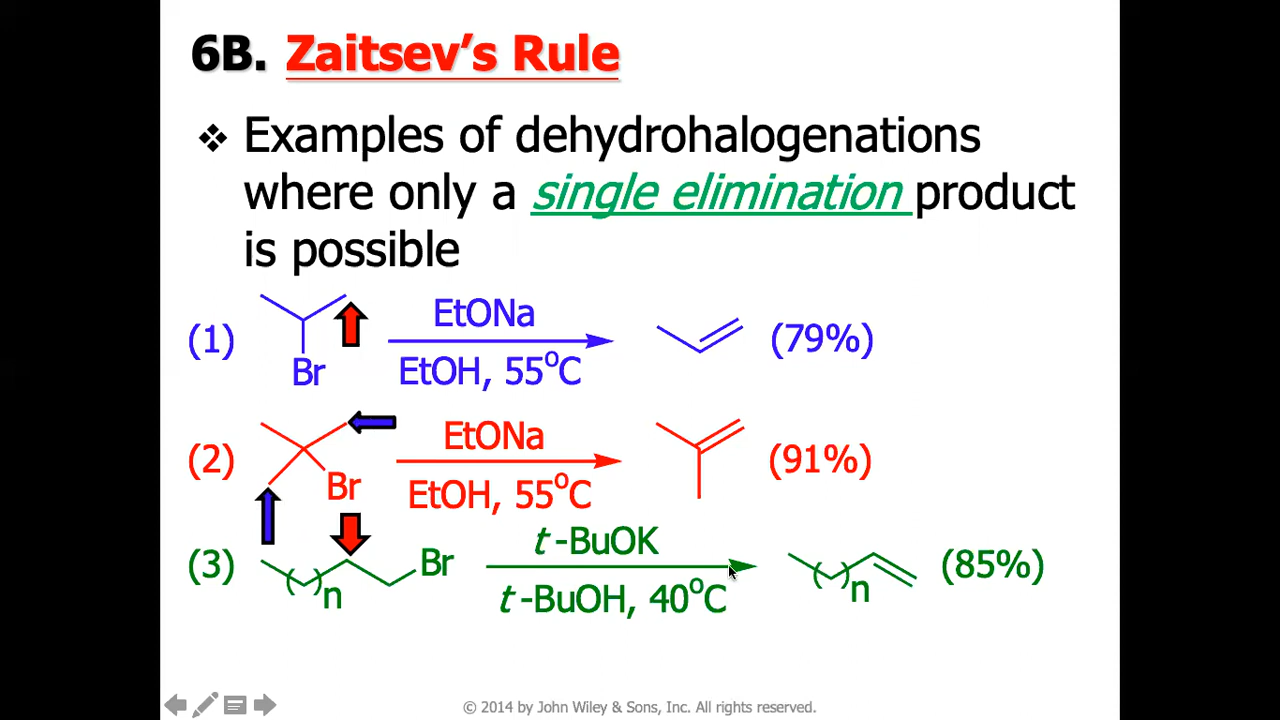 6B. Zaitsev's Rule
❖ Examples of dehydrohalogenations
where only a single elimination product
is possible
(1) Br EtONa EtOH, 55°C (79%)
(2) Br EtONa EtOH, 55°C (91%)
(3) ( )n Br t-BuOK t-BuOH, 40°C ( )n (85%)
© 2014 by John Wiley & Sons, Inc. All rights reserved.